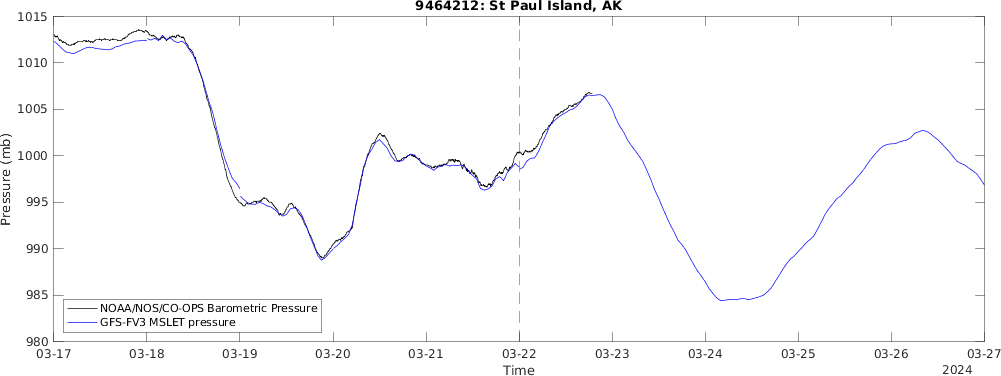 9464212: St Paul Island, AK
Pressure (mb)
1015
1010
1005
1000
995
990
985
980
NOAA/NOS/CO-OPS Barometric Pressure
GFS-FV3 MSLET pressure
03-17 03-18 03-19 03-20 03-21 03-22 03-23 03-24 03-25 03-26 03-27
Time
2024